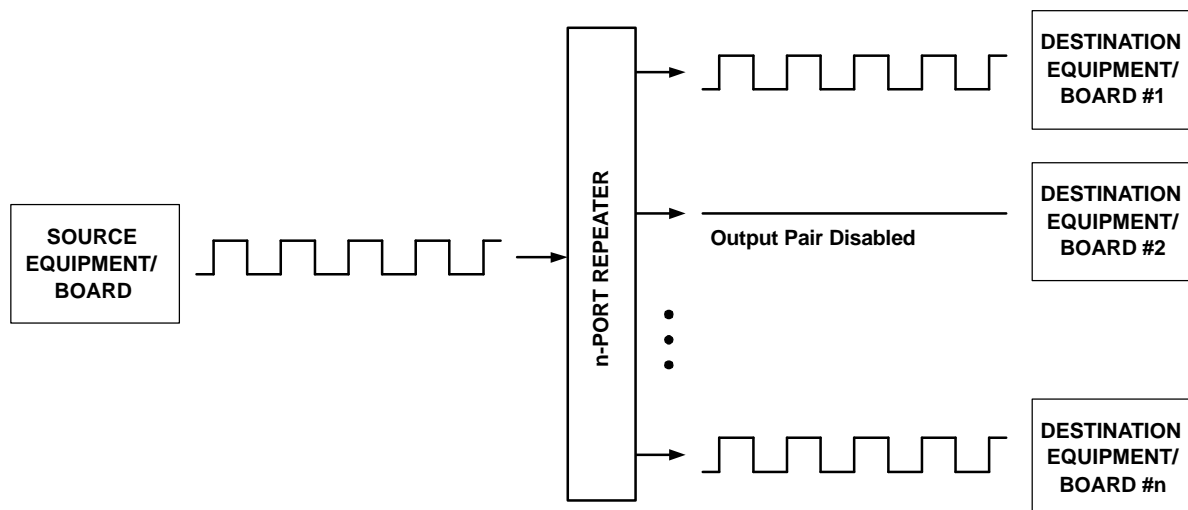 SOURCE
EQUIPMENT/
BOARD
n-PORT REPEATER
DESTINATION
EQUIPMENT/
BOARD #1
Output Pair Disabled
DESTINATION
EQUIPMENT/
BOARD #2
DESTINATION
EQUIPMENT/
BOARD #n